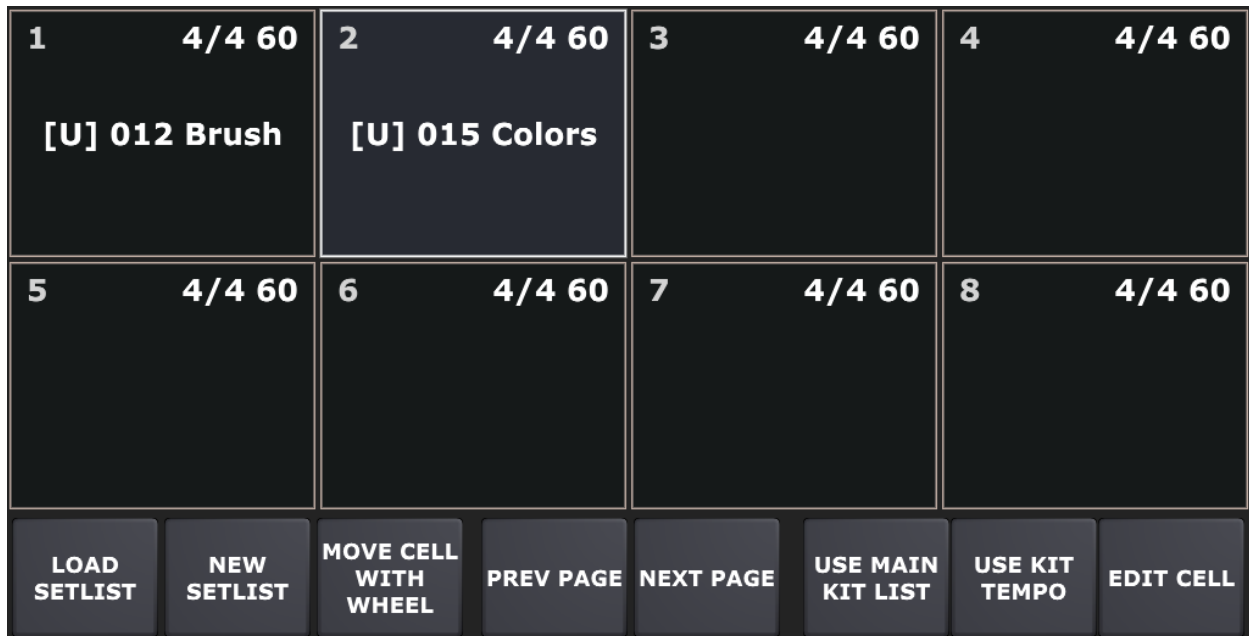 1 4/4 60 2 4/4 60 3 4/4 60 4 4/4 60
[U] 012 Brush [U] 015 Colors
5 4/4 60 6 4/4 60 7 4/4 60 8 4/4 60
LOAD
SETLIST
NEW
SETLIST
MOVE CELL
WITH
WHEEL
PREV PAGE
NEXT PAGE
USE MAIN
KIT LIST
USE KIT
TEMPO
EDIT CELL